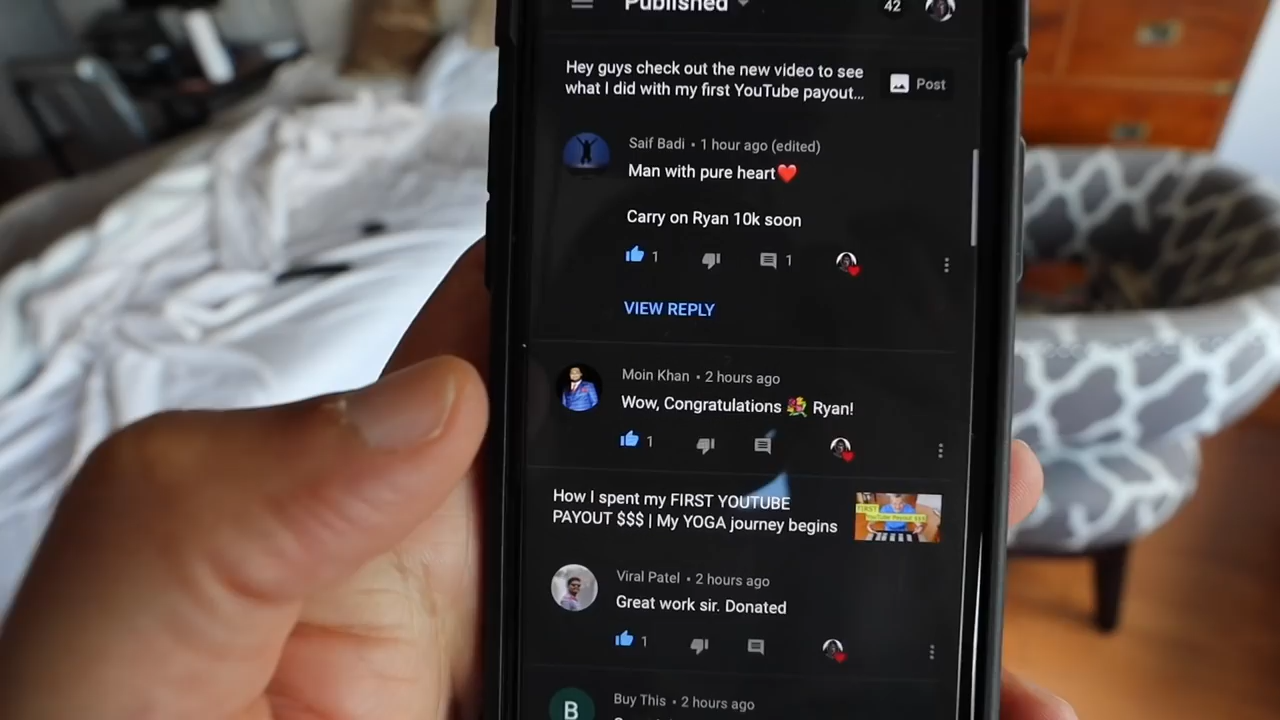 Published
42
Hey guys check out the new video to see
what I did with my first YouTube payout...
Post
Saif Badi • 1 hour ago (edited)
Man with pure heart❤️
Carry on Ryan 10k soon
1
1
VIEW REPLY
Moin Khan • 2 hours ago
Wow, Congratulations 💐 Ryan!
1
How I spent my FIRST YOUTUBE
PAYOUT $$$ | My YOGA journey begins
FIRST
YouTube Payout $$$
Viral Patel • 2 hours ago
Great work sir. Donated
1
B
Buy This • 2 hours ago